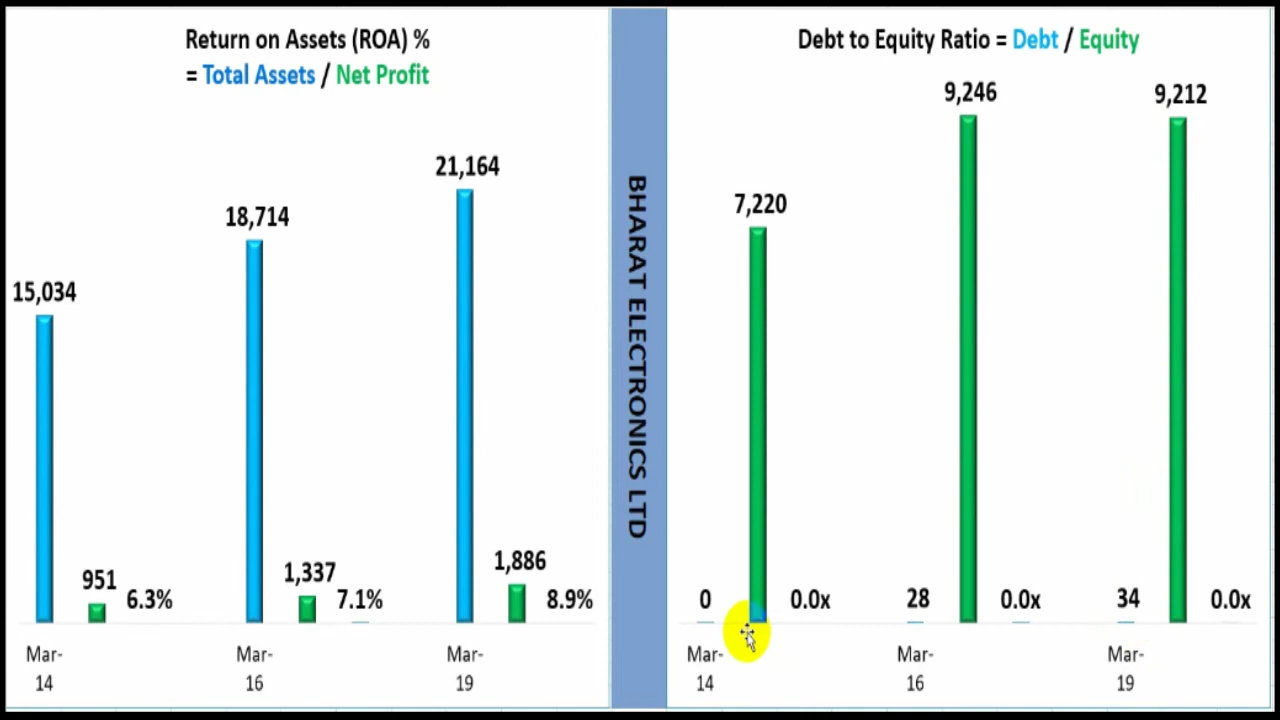 Return on Assets (ROA) %
= Total Assets / Net Profit
21,164
18,714
15,034
1,886
1,337
951
6.3%
7.1%
8.9%
Mar-
14
Mar-
16
Mar-
19
BHARAT ELECTRONICS LTD
Debt to Equity Ratio = Debt / Equity
9,246
9,212
7,220
0
0.0x
28
0.0x
34
0.0x
Mar-
14
Mar-
16
Mar-
19